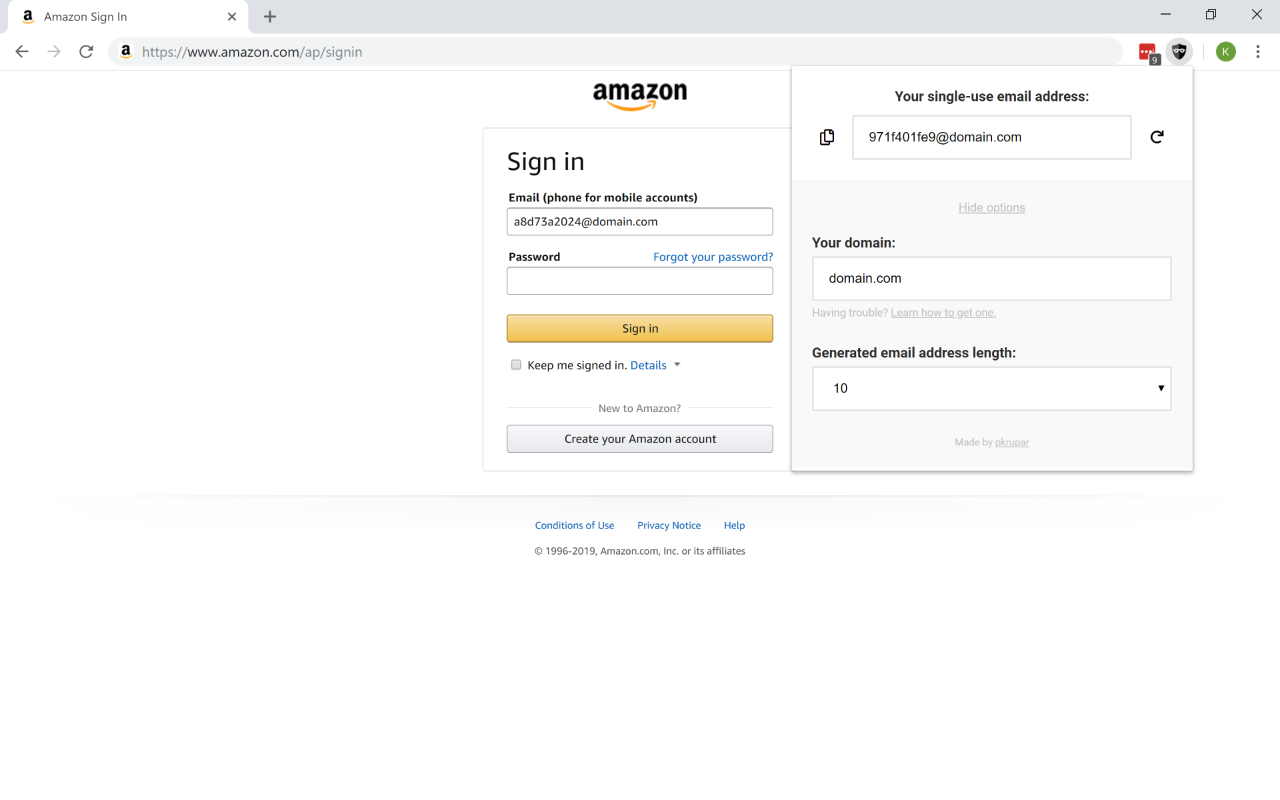 Amazon Sign In
https://www.amazon.com/ap/signin
9
K
amazon
Sign in
Email (phone for mobile accounts)
a8d73a2024@domain.com
Password Forgot your password?
Sign in
Keep me signed in. Details
New to Amazon?
Create your Amazon account
Conditions of Use Privacy Notice Help
© 1996-2019, Amazon.com, Inc. or its affiliates
Your single-use email address:
971f401fe9@domain.com
Hide options
Your domain:
domain.com
Having trouble? Learn how to get one.
Generated email address length:
10
Made by pkrupar